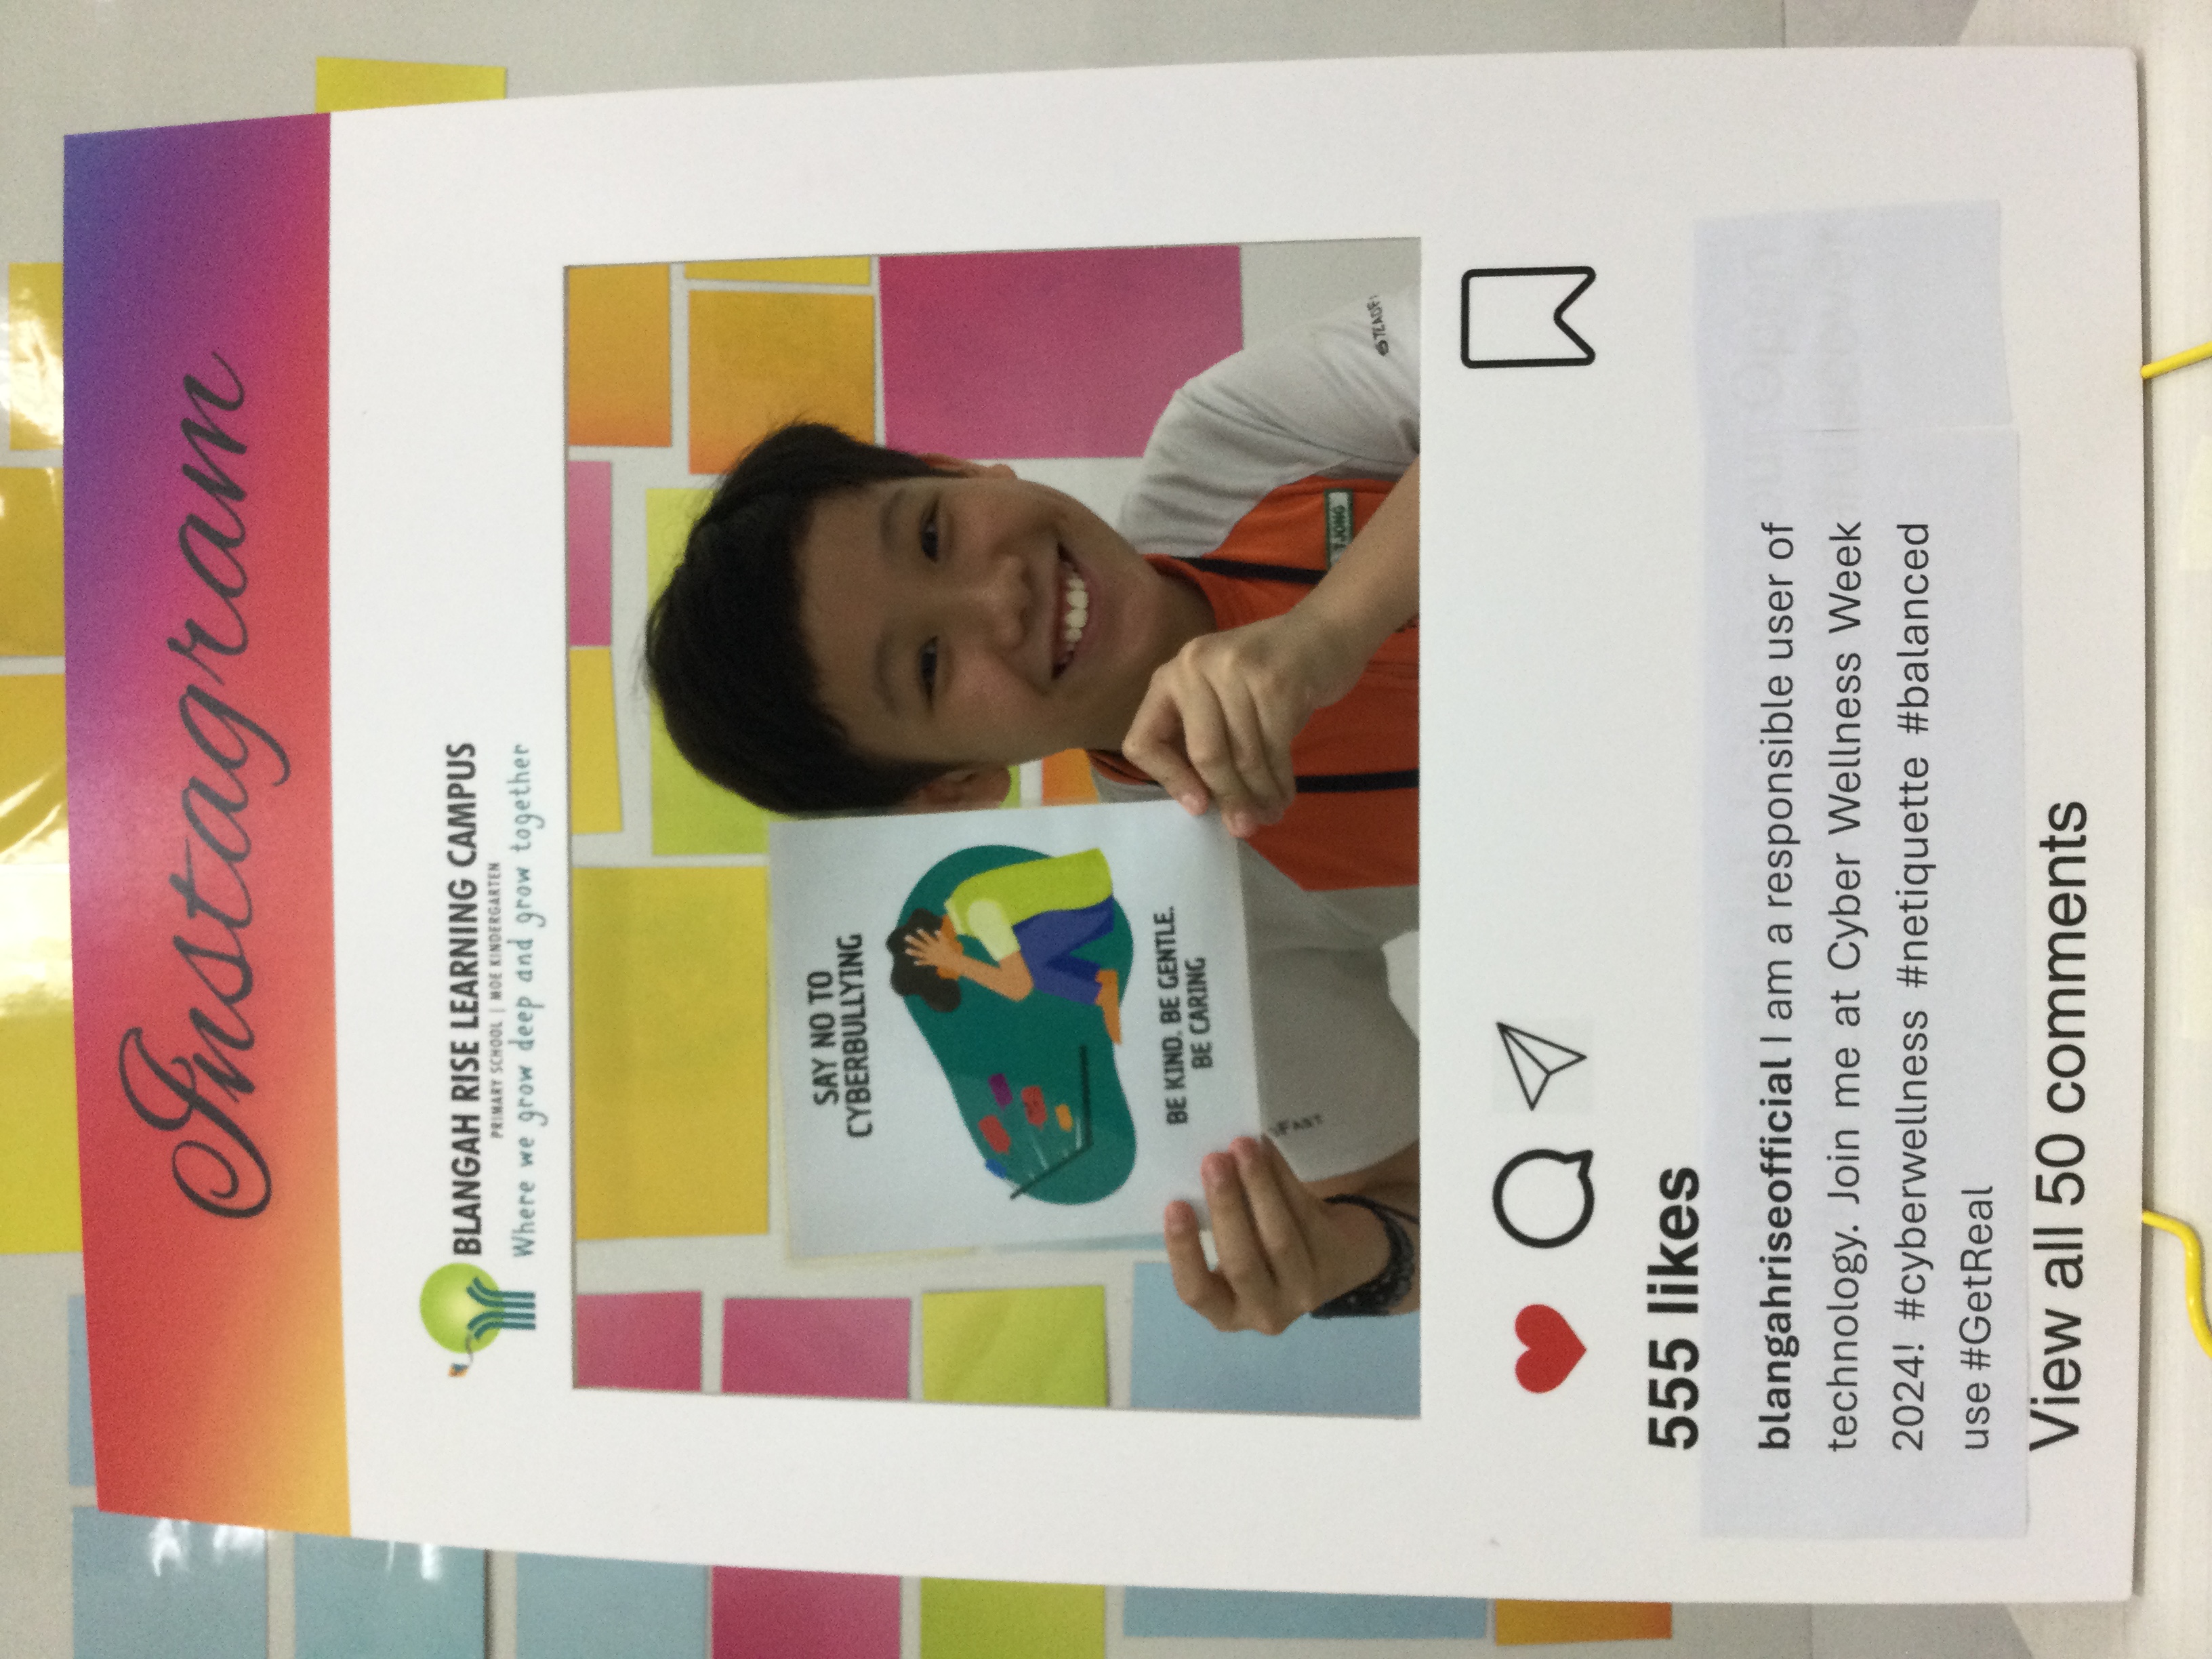 Instagram
BLANGAH RISE LEARNING CAMPUS
PRIMARY SCHOOL | MOE KINDERGARTEN
Where we grow deep and grow together
SAY NO TO
CYBERBULLYING
BE KIND. BE GENTLE.
BE CARING
TJONG
555 likes
blangahriseofficial I am a responsible user of
technology. Join me at Cyber Wellness Week
2024! #cyberwellness #netiquette #balanced
use #GetReal
View all 50 comments